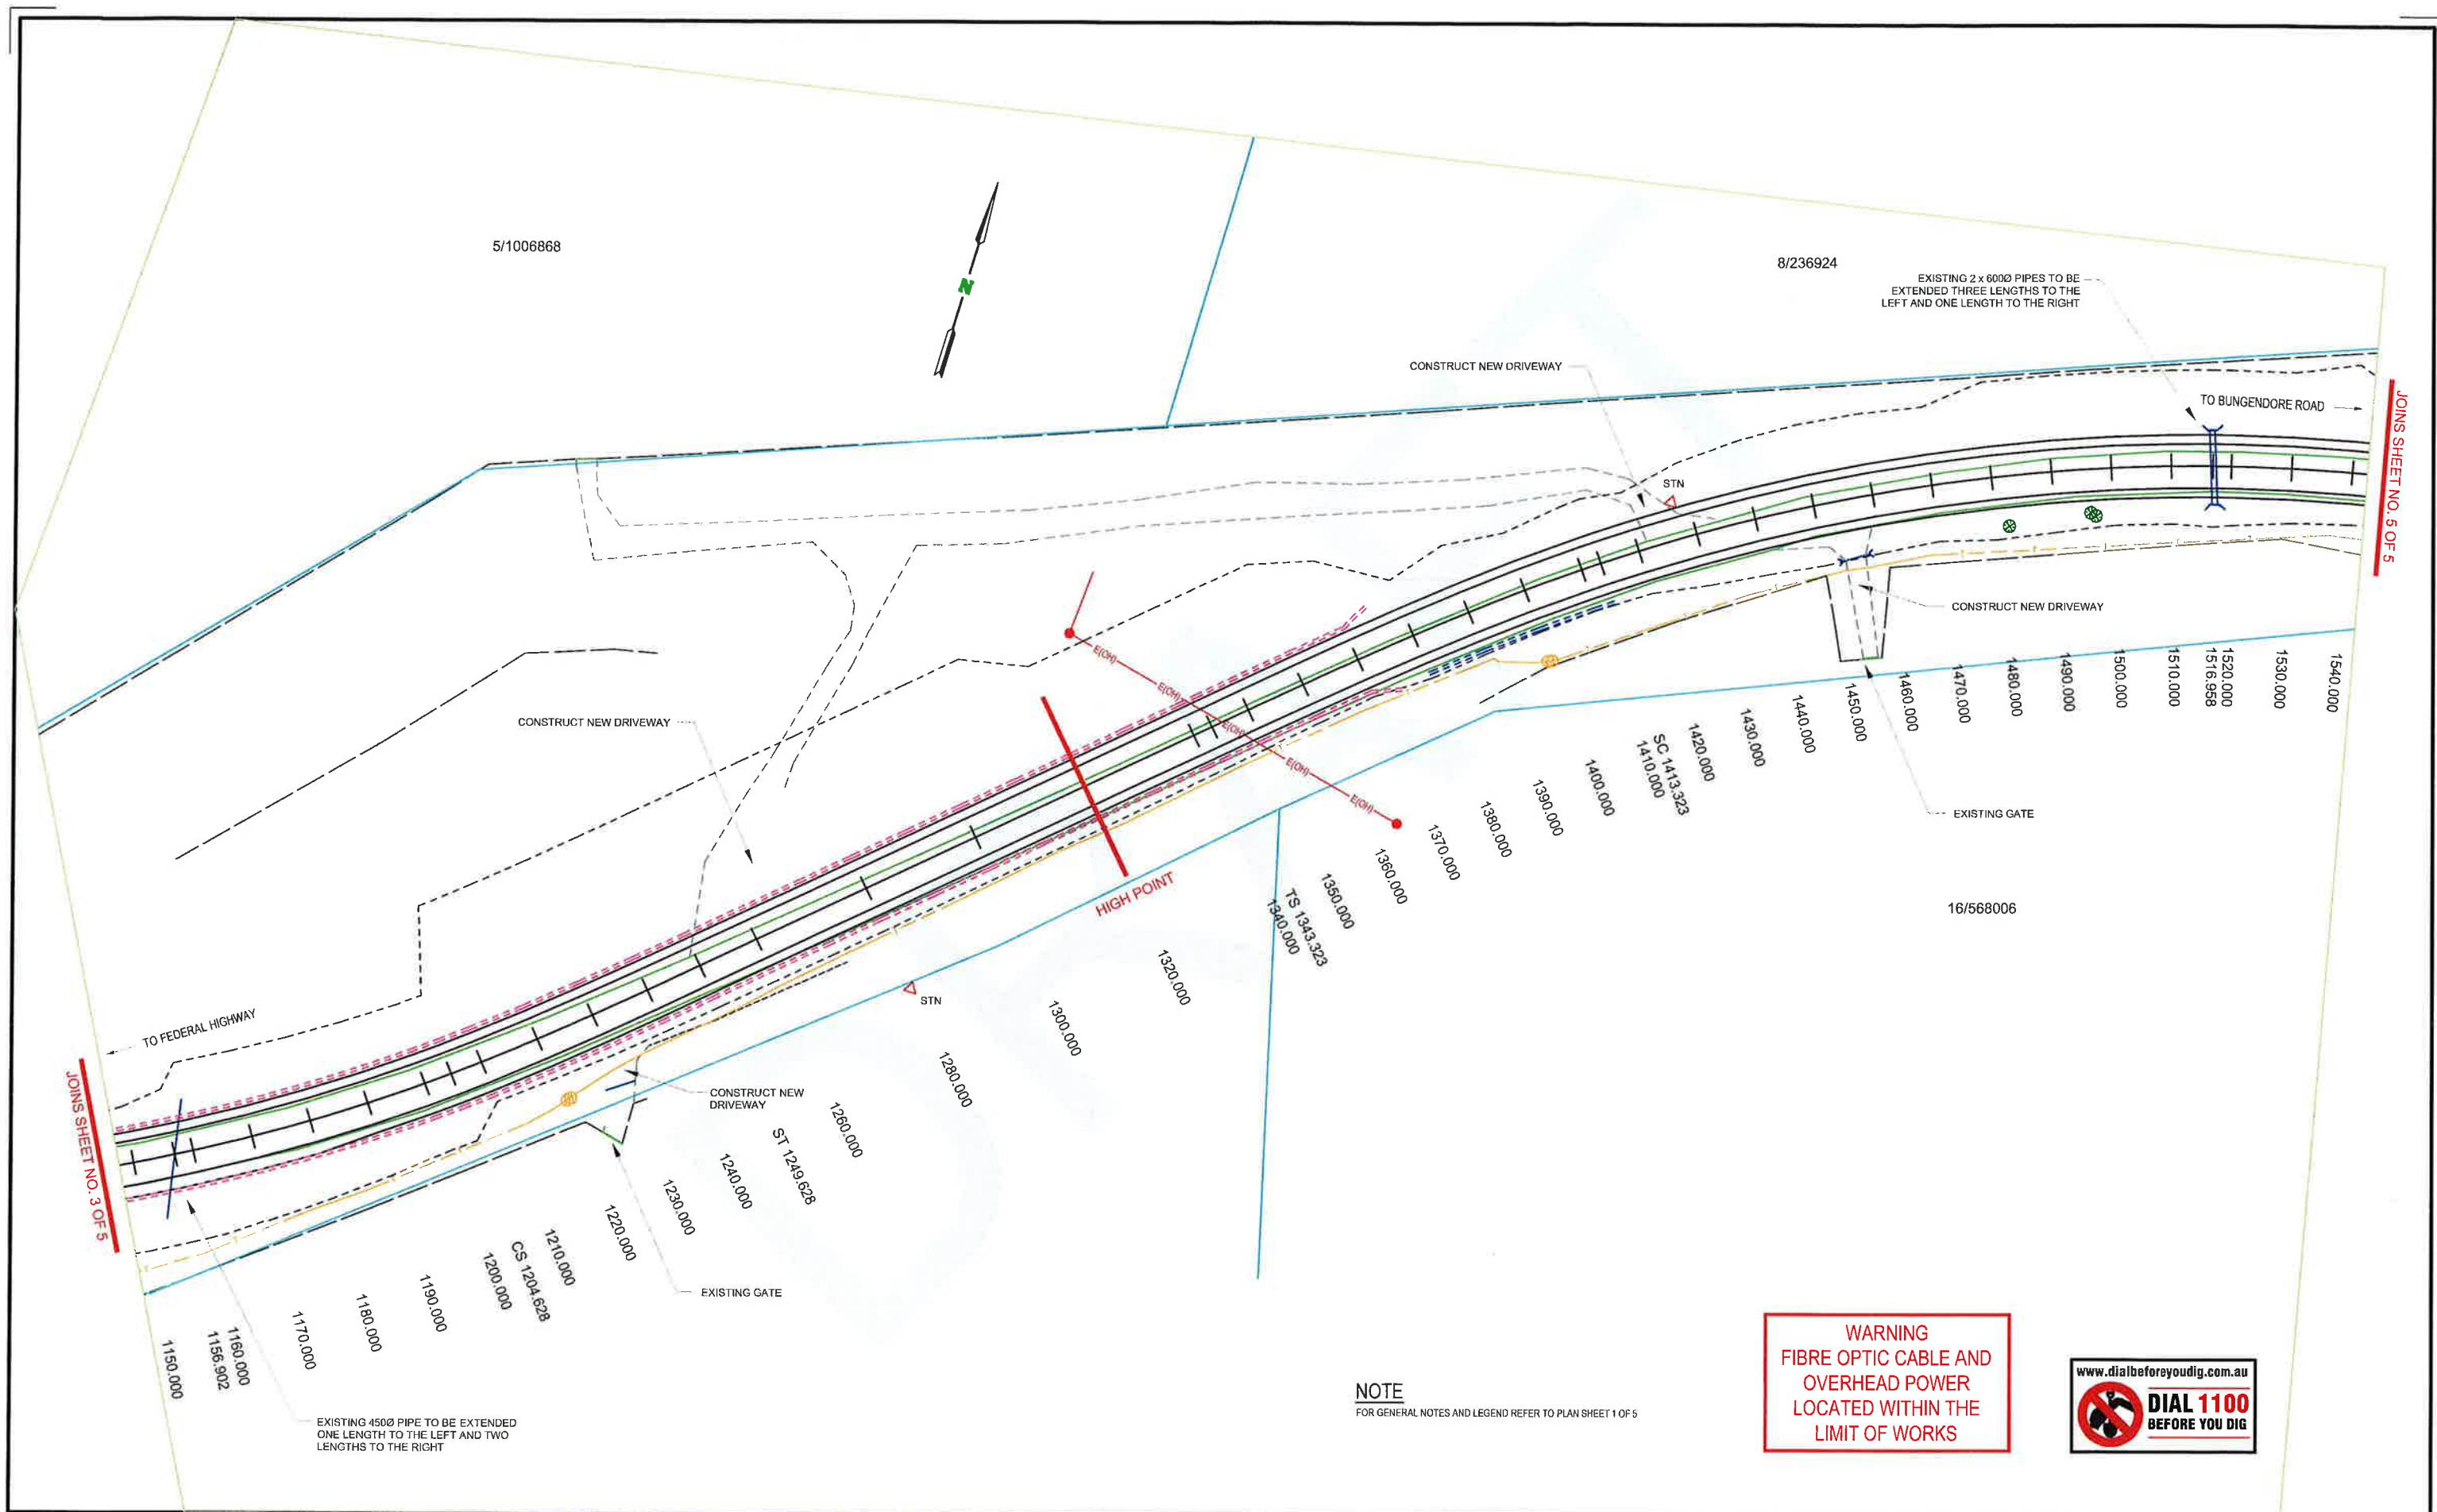 5/1006868
N
8/236924
EXISTING 2 x 600Ø PIPES TO BE
EXTENDED THREE LENGTHS TO THE
LEFT AND ONE LENGTH TO THE RIGHT
CONSTRUCT NEW DRIVEWAY
TO BUNGENDORE ROAD
JOINS SHEET NO. 5 OF 5
STN
CONSTRUCT NEW DRIVEWAY
E(OH)
E(OH)
E(OH)
E(OH)
E(OH)
CONSTRUCT NEW DRIVEWAY
HIGH POINT
EXISTING GATE
16/568006
STN
TO FEDERAL HIGHWAY
JOINS SHEET NO. 3 OF 5
CONSTRUCT NEW
DRIVEWAY
EXISTING GATE
1150.000
1156.902
1160.000
1170.000
1180.000
1190.000
1200.000
CS 1204.628
1210.000
1220.000
1230.000
1240.000
ST 1249.628
1260.000
1280.000
1300.000
1320.000
1340.000
TS 1343.323
1350.000
1360.000
1370.000
1380.000
1390.000
1400.000
1410.000
SC 1413.323
1420.000
1430.000
1440.000
1450.000
1460.000
1470.000
1480.000
1490.000
1500.000
1510.000
1516.958
1520.000
1530.000
1540.000
EXISTING 450Ø PIPE TO BE EXTENDED
ONE LENGTH TO THE LEFT AND TWO
LENGTHS TO THE RIGHT
NOTE
FOR GENERAL NOTES AND LEGEND REFER TO PLAN SHEET 1 OF 5
WARNING
FIBRE OPTIC CABLE AND
OVERHEAD POWER
LOCATED WITHIN THE
LIMIT OF WORKS
www.dialbeforeyoudig.com.au
DIAL 1100
BEFORE YOU DIG